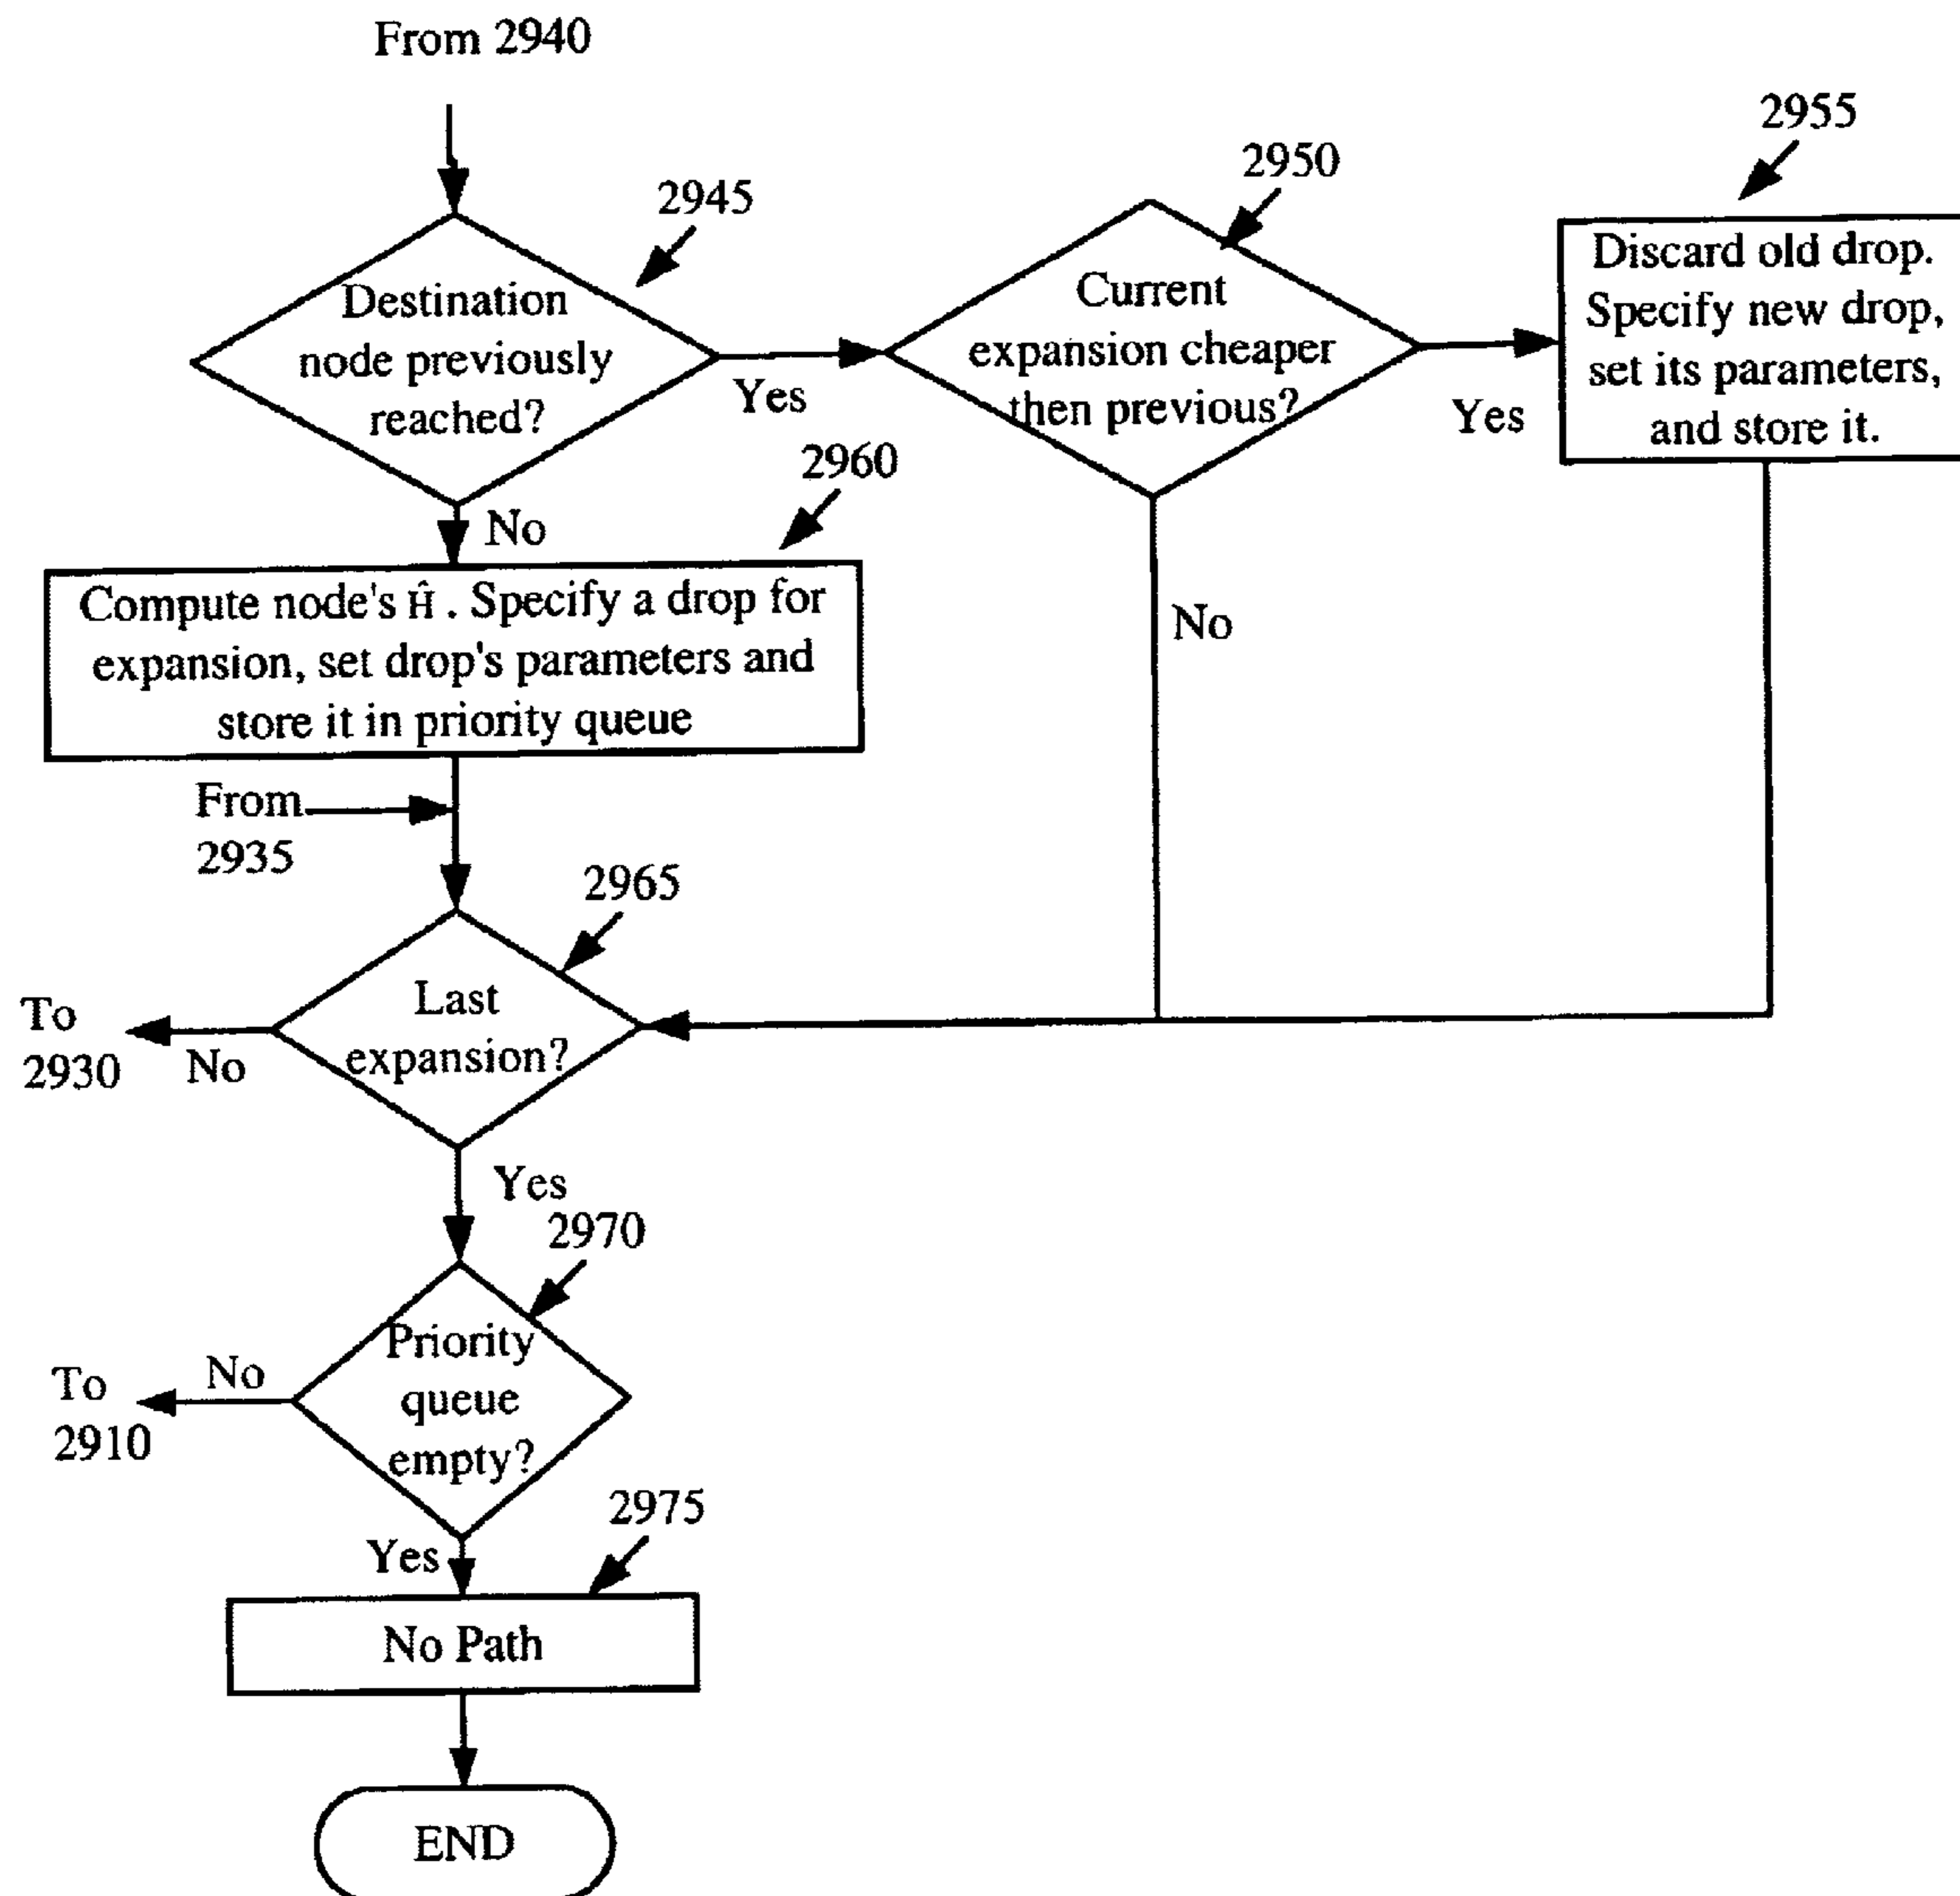 From 2940
2945
2950
2955
Destination
node previously
reached?
Yes
Current
expansion cheaper
then previous?
Yes
Discard old drop.
Specify new drop,
set its parameters,
and store it.
No
2960
Compute node's Ĥ . Specify a drop for
expansion, set drop's parameters and
store it in priority queue
No
From
2935
2965
Last
expansion?
To
2930
No
Yes
2970
Priority
queue
empty?
To
2910
No
Yes
2975
No Path
END